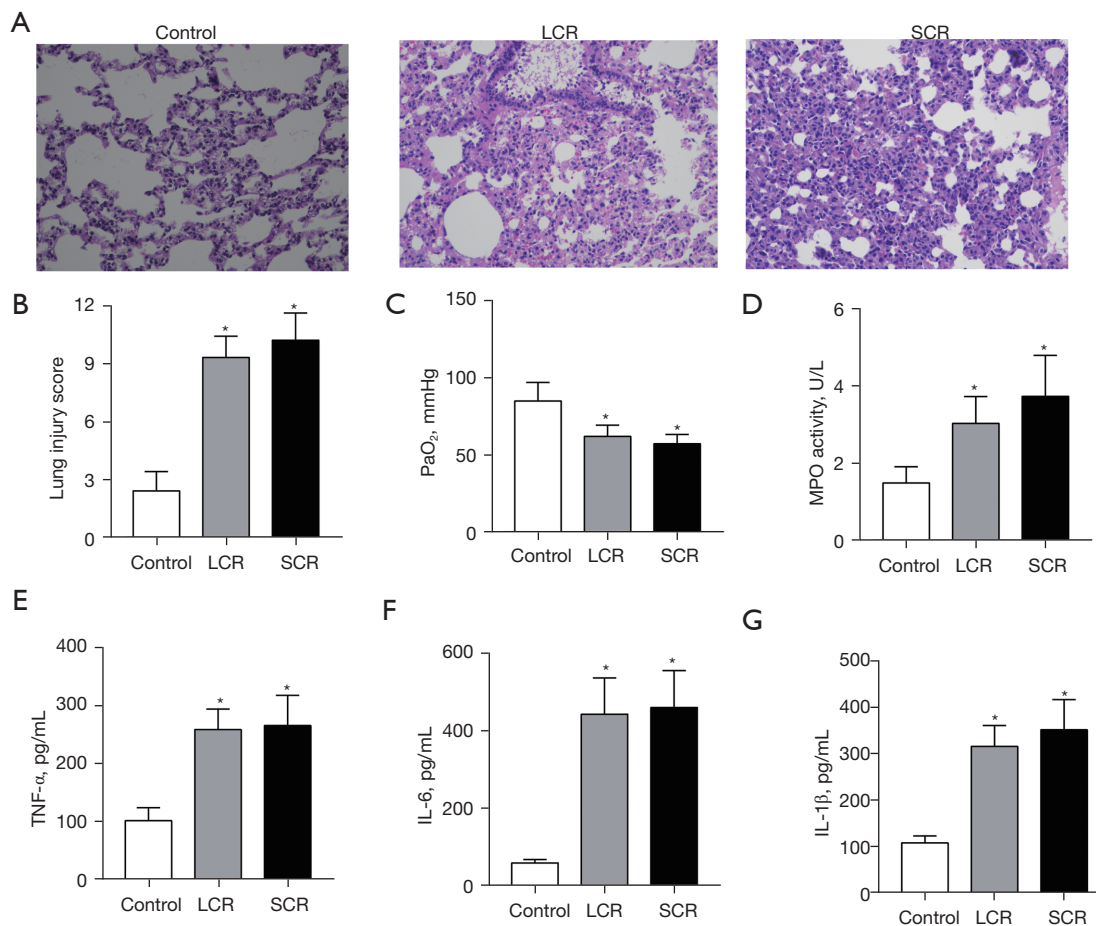 A
Control
LCR
SCR
B
Lung injury score
12
9
6
3
0
*
*
Control
LCR
SCR
C
PaO2, mmHg
150
100
50
0
*
*
Control
LCR
SCR
D
MPO activity, U/L
6
4
2
0
*
*
Control
LCR
SCR
E
TNF-α, pg/mL
400
300
200
100
0
*
*
Control
LCR
SCR
F
IL-6, pg/mL
600
400
200
0
*
*
Control
LCR
SCR
G
IL-1β, pg/mL
500
400
300
200
100
0
*
*
Control
LCR
SCR